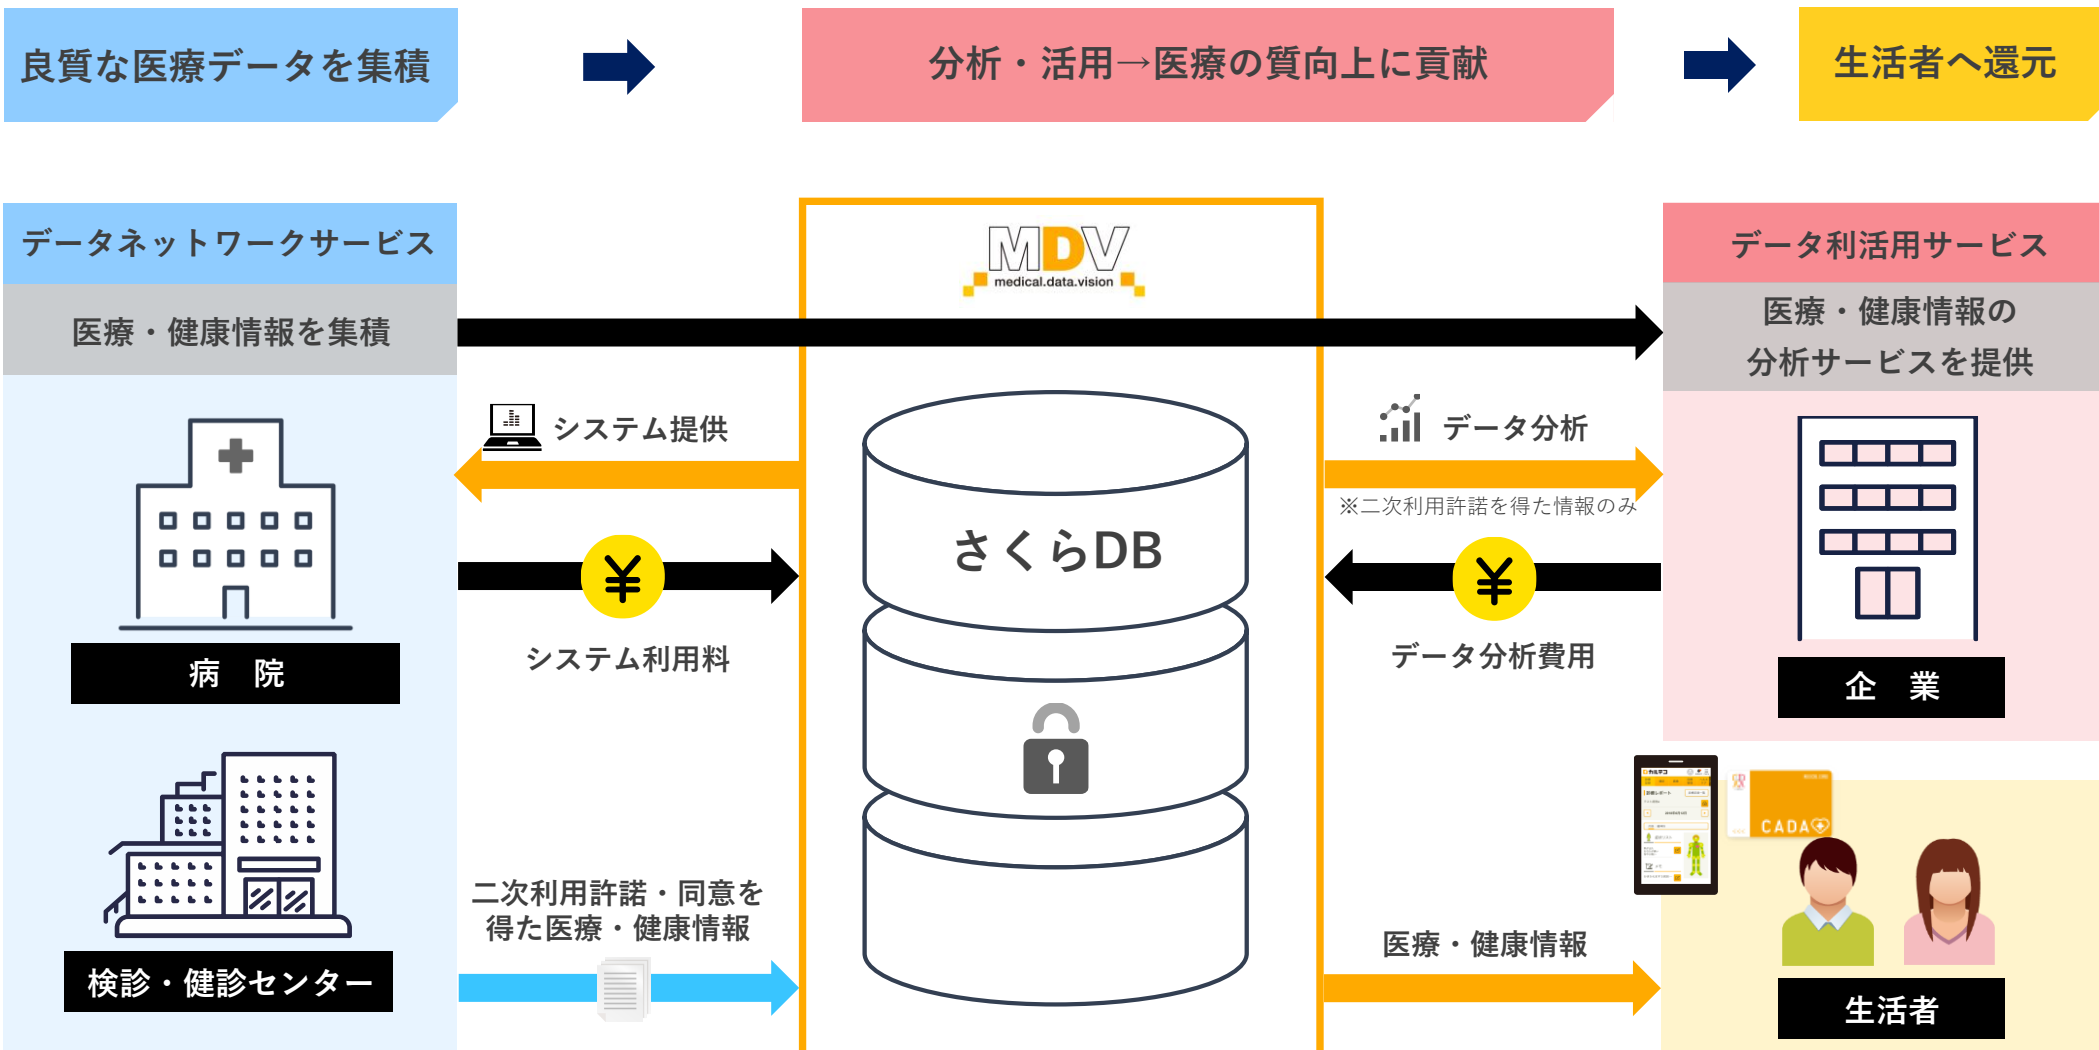 良質な医療データを集積
分析・活用→医療の質向上に貢献
生活者へ還元
データネットワークサービス
医療・健康情報を集積
MDV
medical.data.vision
データ利活用サービス
医療・健康情報の
分析サービスを提供
システム提供
データ分析
※二次利用許諾を得た情報のみ
さくらDB
¥
¥
システム利用料
データ分析費用
病　院
企　業
カルテコ
CADA
二次利用許諾・同意を
得た医療・健康情報
医療・健康情報
検診・健診センター
生活者